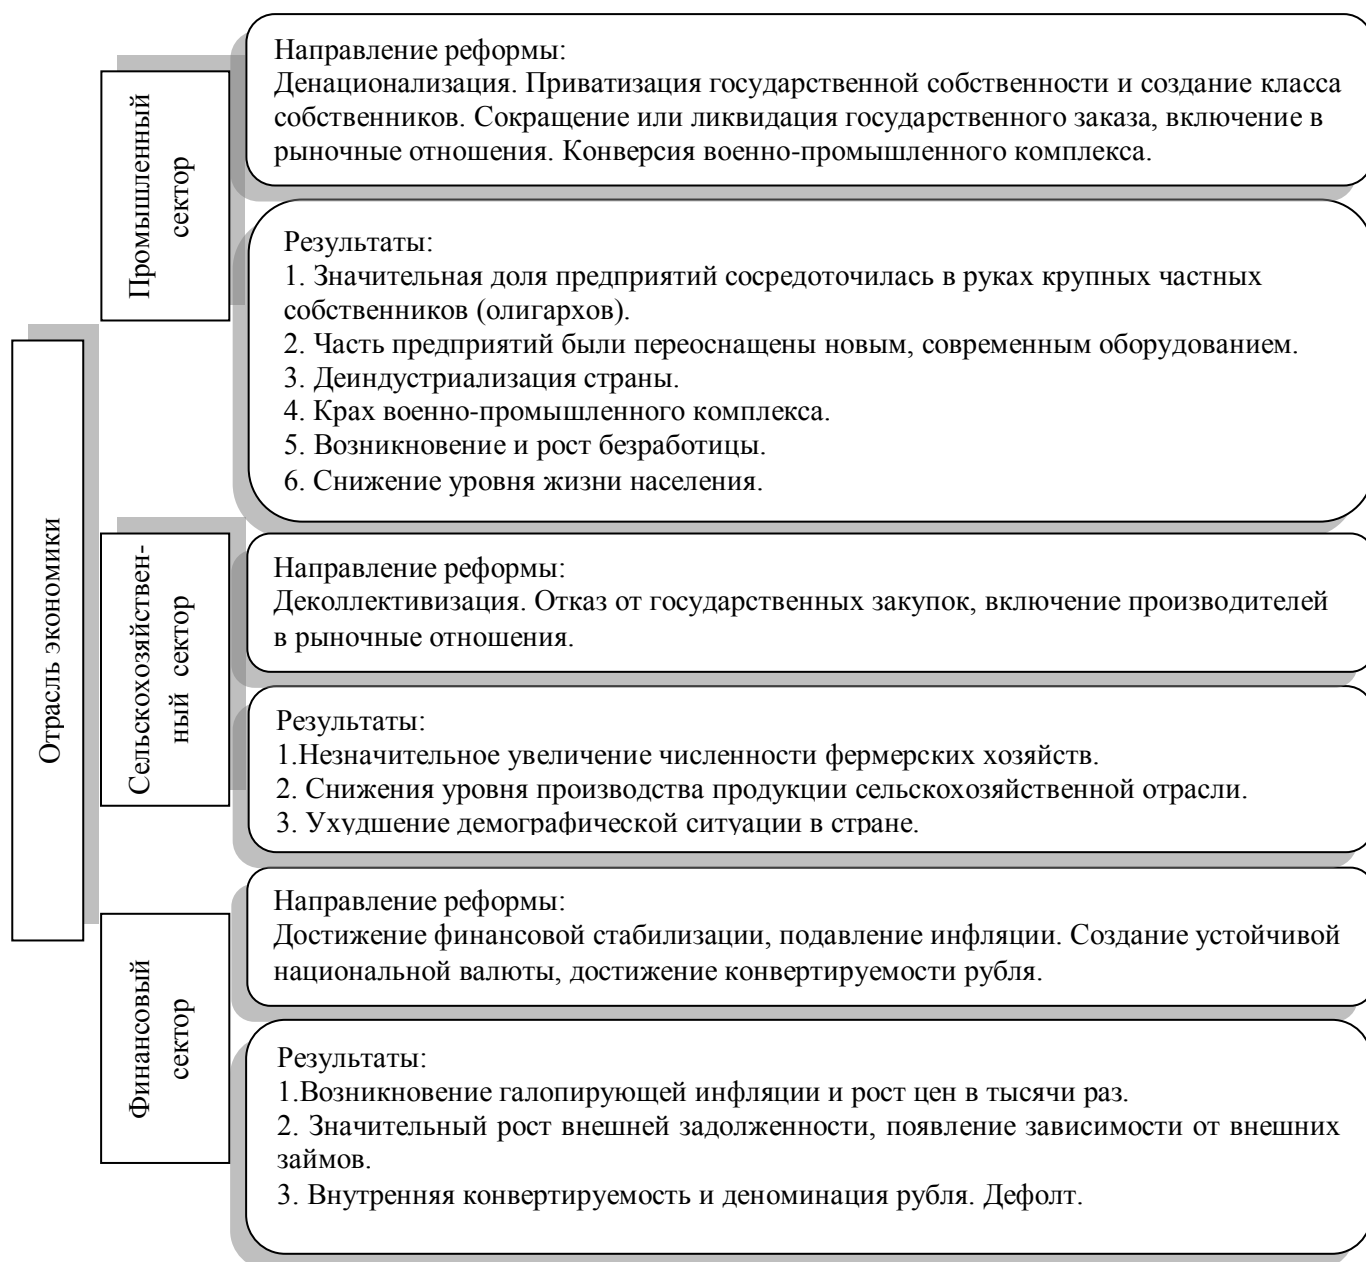 Отрасль экономики
Промышленный
сектор
Направление реформы:
Денационализация. Приватизация государственной собственности и создание класса
собственников. Сокращение или ликвидация государственного заказа, включение в
рыночные отношения. Конверсия военно-промышленного комплекса.
Результаты:
1. Значительная доля предприятий сосредоточилась в руках крупных частных
собственников (олигархов).
2. Часть предприятий были переоснащены новым, современным оборудованием.
3. Деиндустриализация страны.
4. Крах военно-промышленного комплекса.
5. Возникновение и рост безработицы.
6. Снижение уровня жизни населения.
Сельскохозяйствен-
ный сектор
Направление реформы:
Деколлективизация. Отказ от государственных закупок, включение производителей
в рыночные отношения.
Результаты:
1.Незначительное увеличение численности фермерских хозяйств.
2. Снижения уровня производства продукции сельскохозяйственной отрасли.
3. Ухудшение демографической ситуации в стране.
Финансовый
сектор
Направление реформы:
Достижение финансовой стабилизации, подавление инфляции. Создание устойчивой
национальной валюты, достижение конвертируемости рубля.
Результаты:
1.Возникновение галопирующей инфляции и рост цен в тысячи раз.
2. Значительный рост внешней задолженности, появление зависимости от внешних
займов.
3. Внутренняя конвертируемость и деноминация рубля. Дефолт.